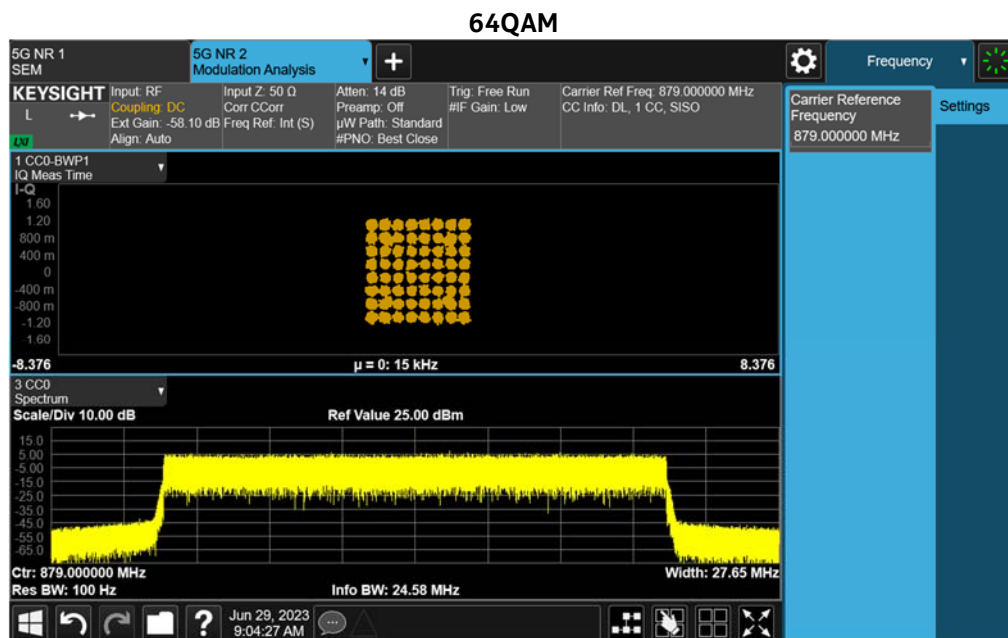 64QAM
5G NR 1
SEM
5G NR 2
Modulation Analysis
Frequency
KEYSIGHT
L
LXI
Input: RF
Coupling: DC
Ext Gain: -58.10 dB
Align: Auto
Input Z: 50 Ω
Corr CCorr
Freq Ref: Int (S)
Atten: 14 dB
Preamp: Off
µW Path: Standard
#PNO: Best Close
Trig: Free Run
#IF Gain: Low
Carrier Ref Freq: 879.000000 MHz
CC Info: DL, 1 CC, SISO
Carrier Reference
Frequency
879.000000 MHz
Settings
1 CC0-BWP1
IQ Meas Time
I-Q
1.60
1.20
800 m
400 m
0
-400 m
-800 m
-1.20
1.60
-8.376
µ = 0: 15 kHz
8.376
3 CC0
Spectrum
Scale/Div 10.00 dB
Ref Value 25.00 dBm
15.0
5.00
-5.00
-15.0
-25.0
-35.0
-45.0
-55.0
-65.0
Ctr: 879.000000 MHz
Width: 27.65 MHz
Res BW: 100 Hz
Info BW: 24.58 MHz
?
Jun 29, 2023
9:04:27 AM